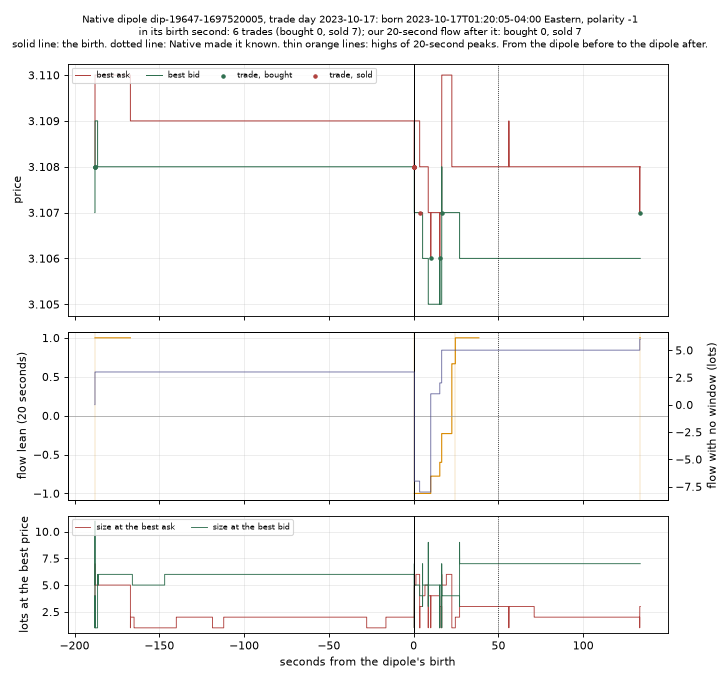 Native dipole dip-19647-1697520005, trade day 2023-10-17: born 2023-10-17T01:20:05-04:00 Eastern, polarity -1
in its birth second: 6 trades (bought 0, sold 7); our 20-second flow after it: bought 0, sold 7
solid line: the birth. dotted line: Native made it known. thin orange lines: highs of 20-second peaks. From the dipole before to the dipole after.
best ask
best bid
trade, bought
trade, sold
price
3.110
3.109
3.108
3.107
3.106
3.105
flow lean (20 seconds)
1.0
0.5
0.0
−0.5
−1.0
5.0
2.5
0.0
−2.5
−5.0
−7.5
flow with no window (lots)
size at the best ask
size at the best bid
lots at the best price
10.0
7.5
5.0
2.5
−200
−150
−100
−50
0
50
100
150
seconds from the dipole's birth